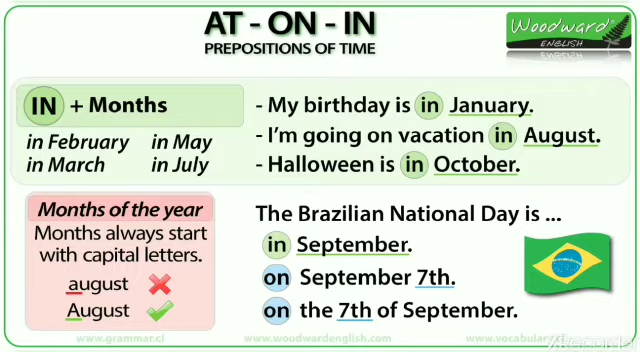 AT - ON - IN
PREPOSITIONS OF TIME
Woodward®
ENGLISH
IN + Months
in February in May
in March in July
- My birthday is in January.
- I'm going on vacation in August.
- Halloween is in October.
Months of the year
Months always start
with capital letters.
august
August
The Brazilian National Day is ...
in September.
on September 7th.
on the 7th of September.
www.grammar.cl
www.woodwardenglish.com
www.vocabular